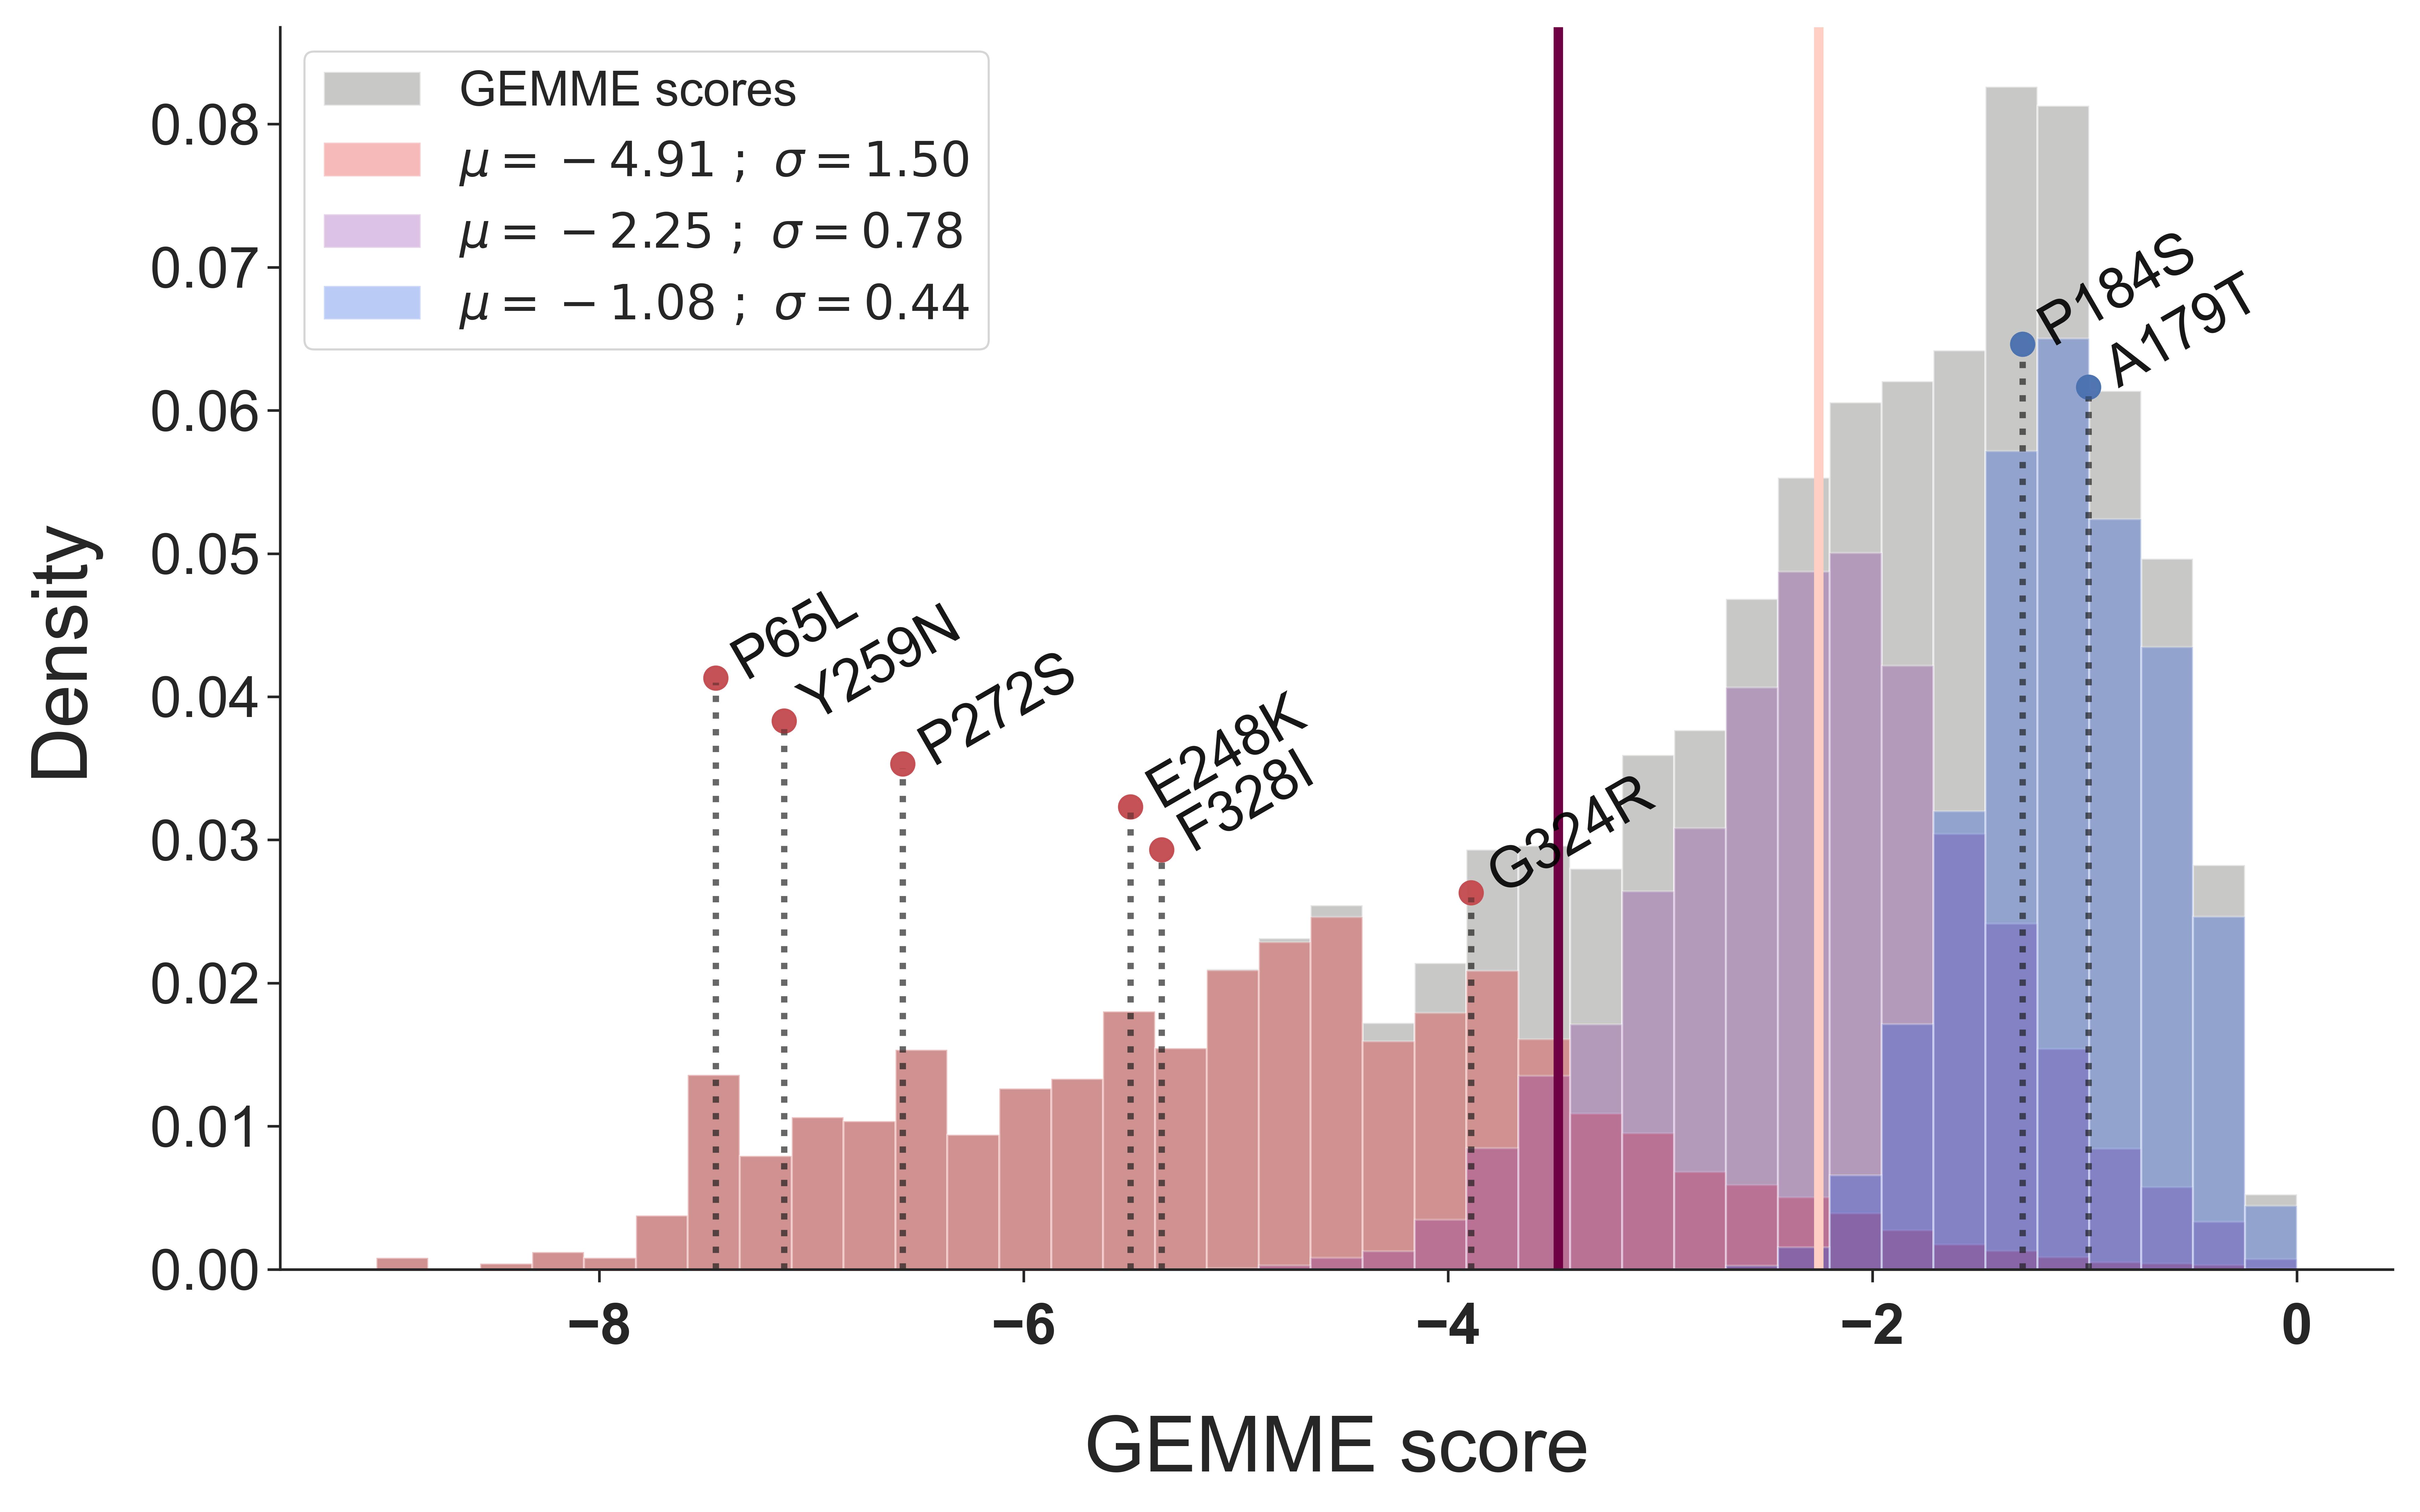 GEMME scores
μ = −4.91 ; σ = 1.50
μ = −2.25 ; σ = 0.78
μ = −1.08 ; σ = 0.44
0.08
0.07
0.06
0.05
0.04
0.03
0.02
0.01
0.00
Density
P65L
Y259N
P272S
E248K
F328I
G324R
P184S
A179T
−8
−6
−4
−2
0
GEMME score